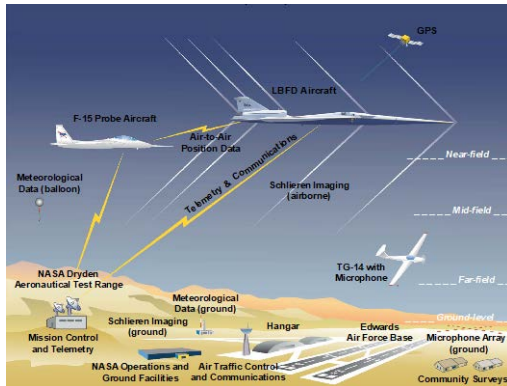 GPS
LBFD Aircraft
F-15 Probe Aircraft
Air-to-Air
Position Data
Near-field
Telemetry & Communications
Meteorological
Data (balloon)
Schlieren Imaging
(airborne)
Mid-field
TG-14 with
Microphone
NASA Dryden
Aeronautical Test Range
Far-field
Meteorological
Data (ground)
Ground-level
Schlieren Imaging
(ground)
Hangar
Edwards
Air Force Base
Microphone Array
(ground)
Mission Control
and Telemetry
NASA Operations and
Ground Facilities
Air Traffic Control
and Communications
Community Surveys